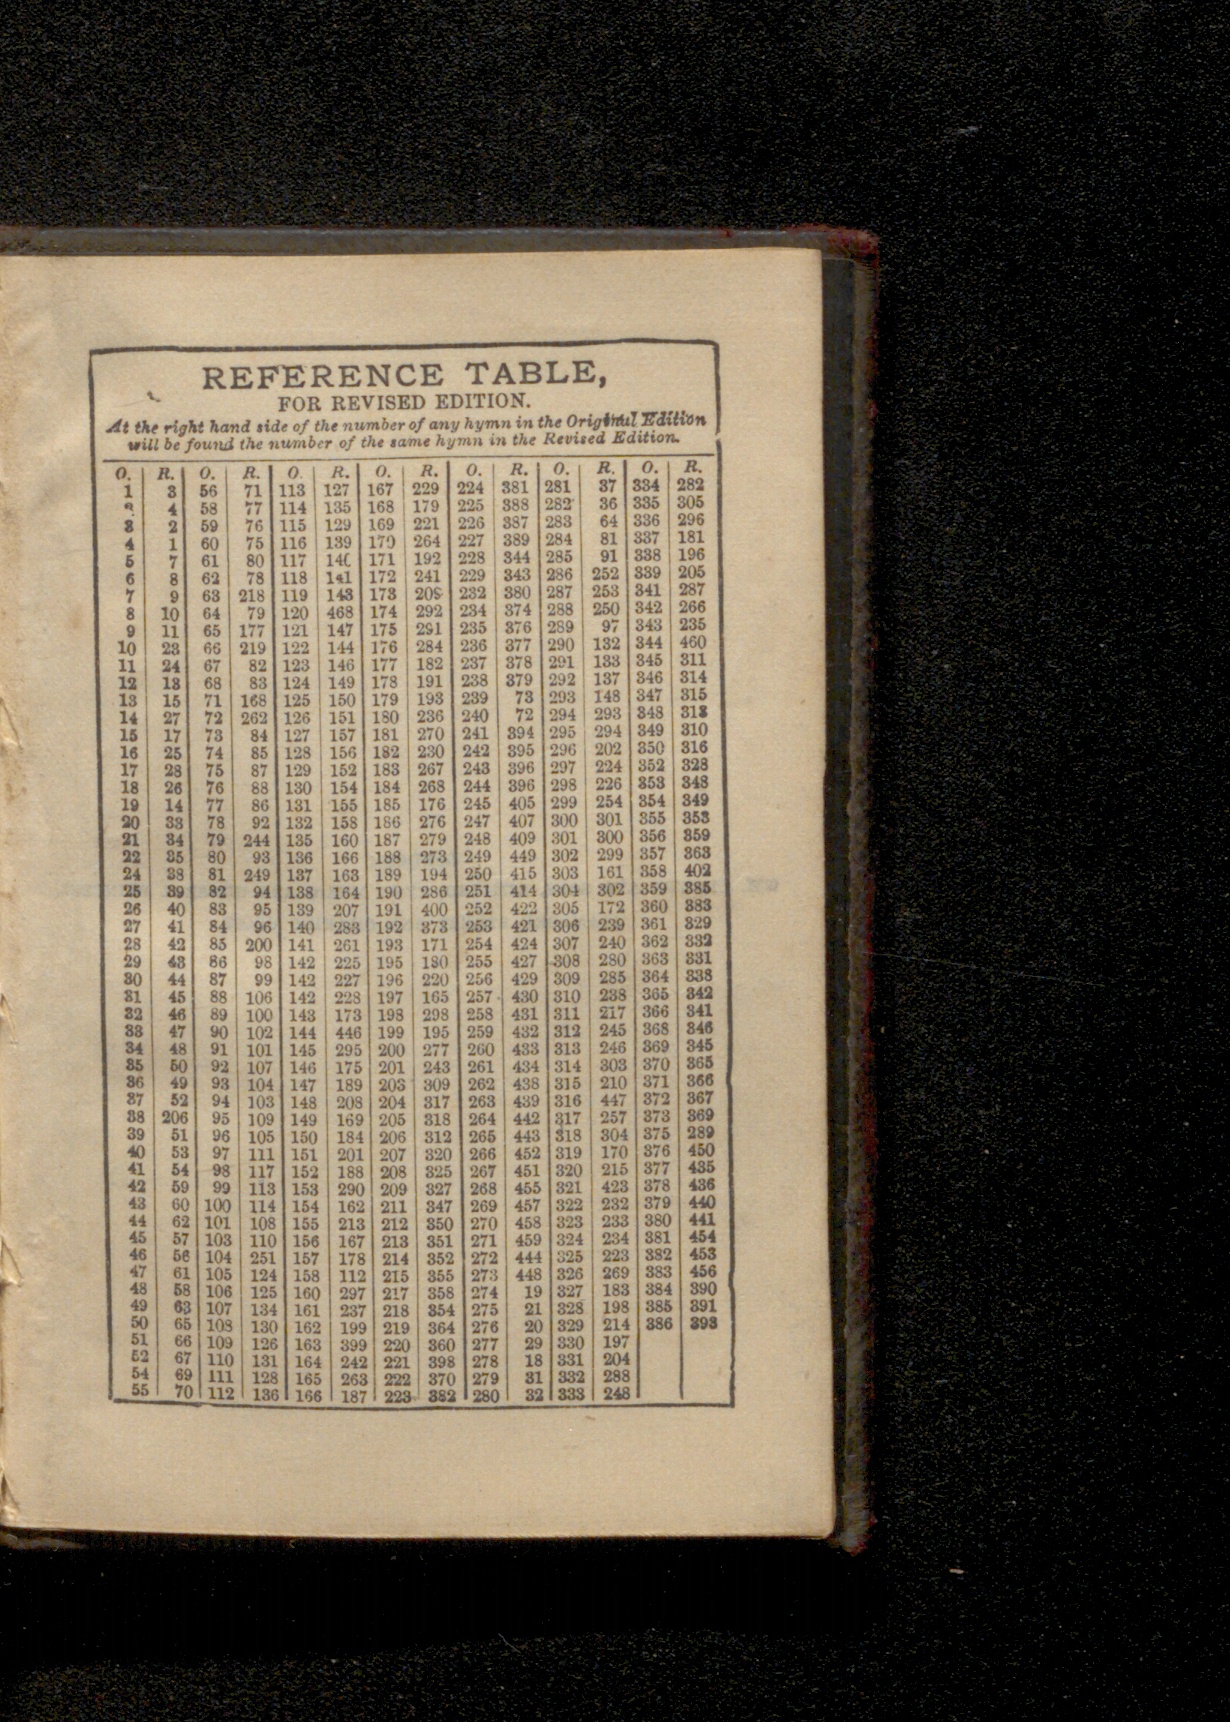 REFERENCE TABLE,
FOR REVISED EDITION.
At the right hand side of the number of any hymn in the Original Edition
will be found the number of the same hymn in the Revised Edition.
O. R. O. R. O. R. O. R. O. R. O. R. O. R.
1 3 56 71 113 127 167 229 224 381 281 37 334 282
2 4 58 77 114 135 168 179 225 388 282 36 335 305
3 2 59 76 115 129 169 221 226 387 283 64 336 296
4 1 60 75 116 139 170 264 227 389 284 81 337 181
5 7 61 80 117 140 171 192 228 344 285 91 338 196
6 8 62 78 118 141 172 241 229 343 286 252 339 205
7 9 63 218 119 143 173 209 232 380 287 253 341 287
8 10 64 79 120 468 174 292 234 374 288 250 342 266
9 11 65 177 121 147 175 291 235 376 289 97 343 235
10 23 66 219 122 144 176 284 236 377 290 132 344 460
11 24 67 82 123 146 177 182 237 378 291 133 345 311
12 13 68 83 124 149 178 191 238 379 292 137 346 314
13 15 71 168 125 150 179 193 239 73 293 148 347 315
14 27 72 262 126 151 180 236 240 72 294 293 348 313
15 17 73 84 127 157 181 270 241 394 295 294 349 310
16 25 74 85 128 156 182 230 242 395 296 202 350 316
17 28 75 87 129 152 183 267 243 396 297 224 352 328
18 26 76 88 130 154 184 268 244 396 298 226 353 348
19 14 77 86 131 155 185 176 245 405 299 254 354 349
20 33 78 92 132 158 186 276 247 407 300 301 355 353
21 34 79 244 135 160 187 279 248 409 301 300 356 359
22 35 80 93 136 166 188 273 249 449 302 299 357 363
24 38 81 249 137 163 189 194 250 415 303 161 358 402
25 39 82 94 138 164 190 286 251 414 304 302 359 385
26 40 83 95 139 207 191 400 252 422 305 172 360 383
27 41 84 96 140 283 192 373 253 421 306 239 361 329
28 42 85 200 141 261 193 171 254 424 307 240 362 332
29 43 86 98 142 225 195 180 255 427 308 280 363 331
30 44 87 99 142 227 196 220 256 429 309 285 364 338
31 45 88 106 142 228 197 165 257 430 310 238 365 342
32 46 89 100 143 173 198 298 258 431 311 217 366 341
33 47 90 102 144 446 199 195 259 432 312 245 368 346
34 48 91 101 145 295 200 277 260 433 313 246 369 345
35 50 92 107 146 175 201 243 261 434 314 303 370 365
36 49 93 104 147 189 203 309 262 438 315 210 371 366
37 52 94 103 148 208 204 317 263 439 316 447 372 367
38 206 95 109 149 169 205 318 264 442 317 257 373 369
39 51 96 105 150 184 206 312 265 443 318 304 375 289
40 53 97 111 151 201 207 320 266 452 319 170 376 450
41 54 98 117 152 188 208 325 267 451 320 215 377 435
42 59 99 113 153 290 209 327 268 455 321 423 378 436
43 60 100 114 154 162 211 347 269 457 322 232 379 440
44 62 101 108 155 213 212 350 270 458 323 233 380 441
45 57 103 110 156 167 213 351 271 459 324 234 381 454
46 56 104 251 157 178 214 352 272 444 325 223 382 453
47 61 105 124 158 112 215 355 273 448 326 269 383 456
48 58 106 125 160 297 217 358 274 19 327 183 384 390
49 63 107 134 161 237 218 354 275 21 328 198 385 391
50 65 108 130 162 199 219 364 276 20 329 214 386 393
51 66 109 126 163 399 220 360 277 29 330 197
52 67 110 131 164 242 221 398 278 18 331 204
54 69 111 128 165 263 222 370 279 31 332 288
55 70 112 136 166 187 223 382 280 32 333 248